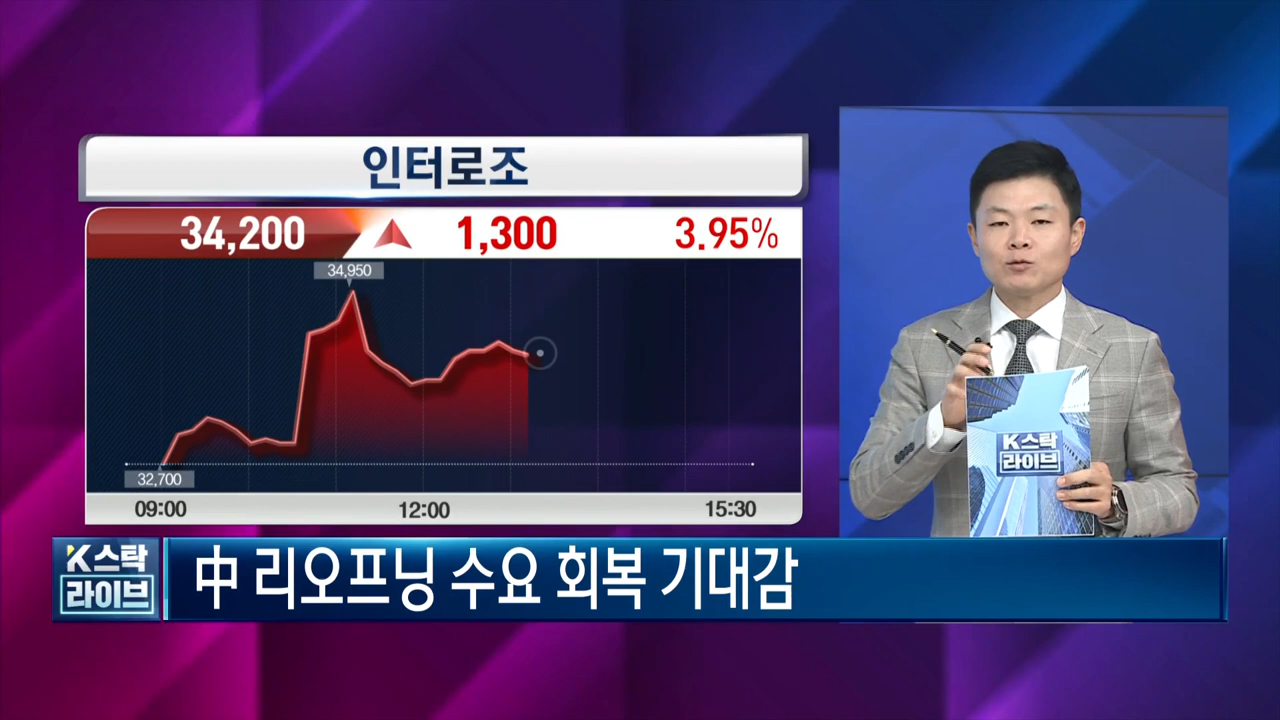 인터로조
34,200 ▲ 1,300 3.95%
34,950
32,700
09:00 12:00 15:30
K스탁
라이브
K스탁
라이브
中 리오프닝 수요 회복 기대감